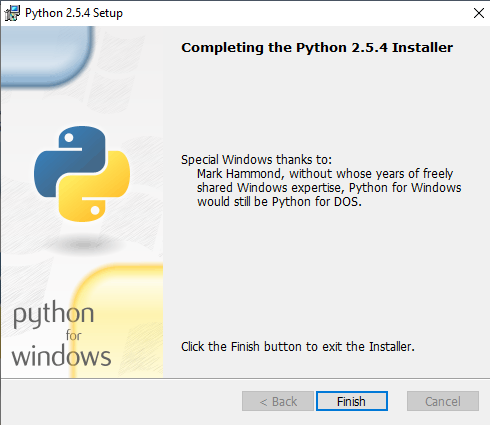 Python 2.5.4 Setup
Completing the Python 2.5.4 Installer
Special Windows thanks to:
Mark Hammond, without whose years of freely
shared Windows expertise, Python for Windows
would still be Python for DOS.
python
for
windows
Click the Finish button to exit the Installer.
< Back
Finish
Cancel